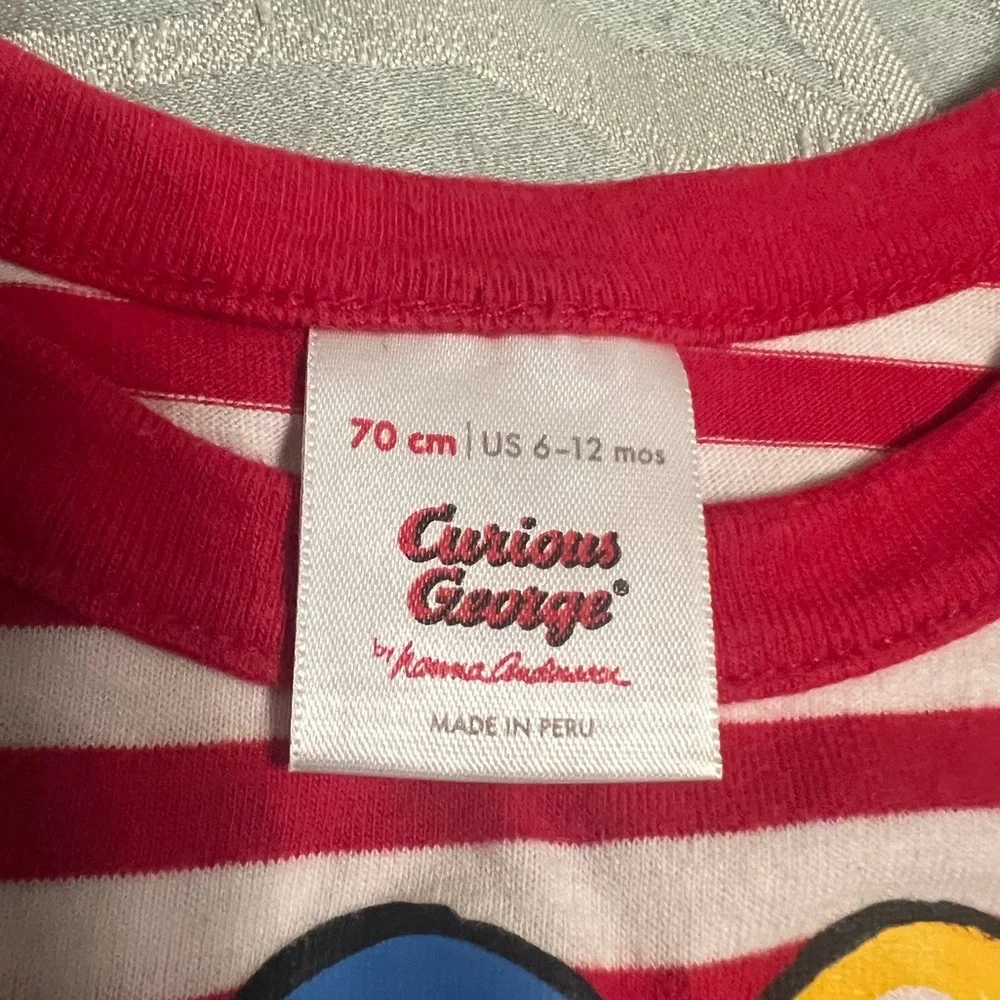 70 cm | US 6-12 mos
Curious
George®
by Hanna Andersson
MADE IN PERU